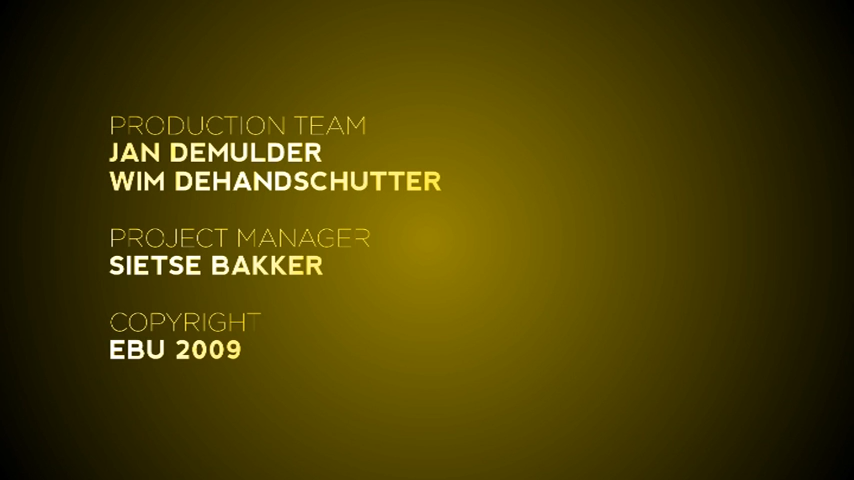 PRODUCTION TEAM
JAN DEMULDER
WIM DEHANDSCHUTTER
PROJECT MANAGER
SIETSE BAKKER
COPYRIGHT
EBU 2009